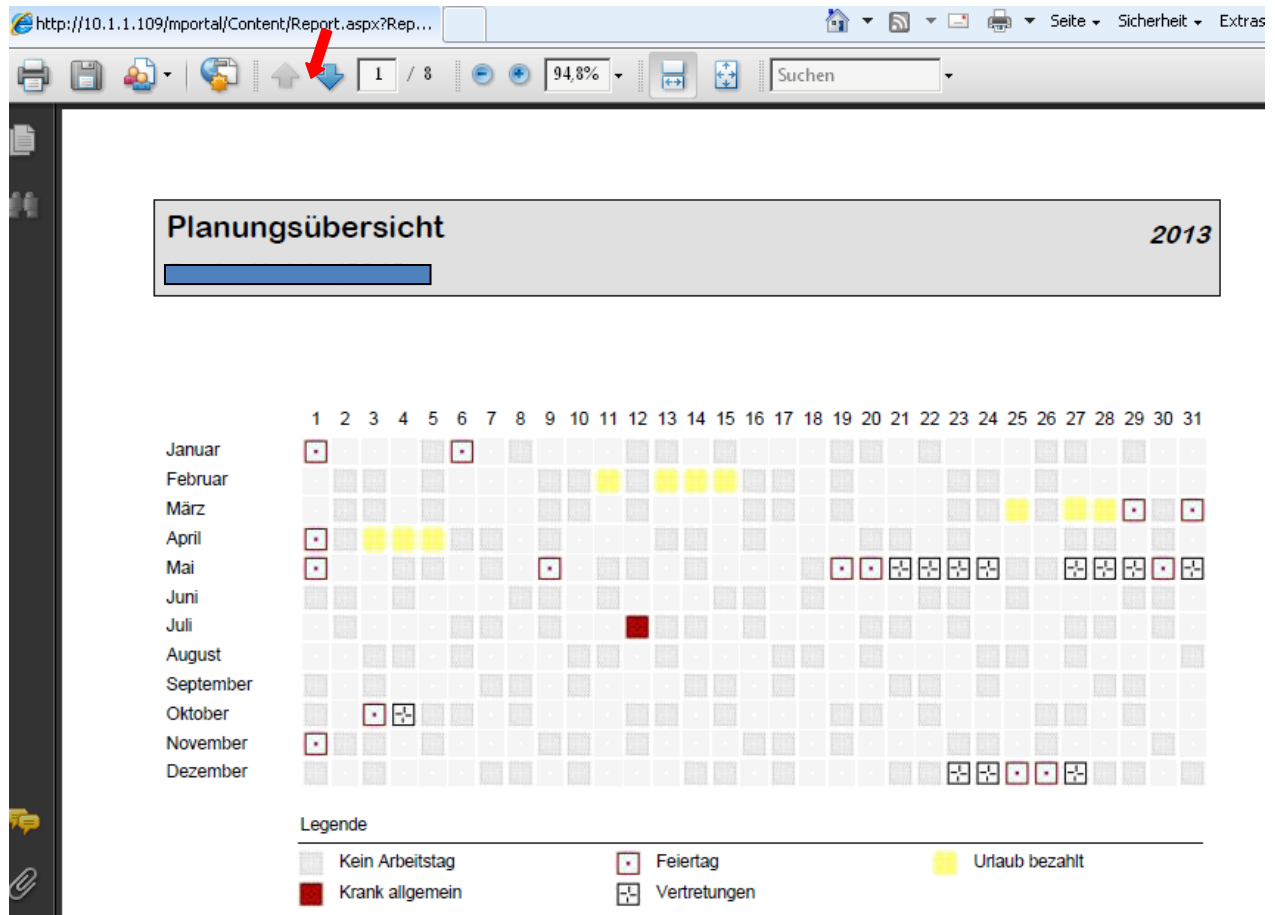 http://10.1.1.109/mportal/Content/Report.aspx?Rep...
Seite Sicherheit Extras
1 / 8 94,8% Suchen
Planungsübersicht 2013
1 2 3 4 5 6 7 8 9 10 11 12 13 14 15 16 17 18 19 20 21 22 23 24 25 26 27 28 29 30 31
Januar
Februar
März
April
Mai
Juni
Juli
August
September
Oktober
November
Dezember
Legende
Kein Arbeitstag Feiertag Urlaub bezahlt
Krank allgemein Vertretungen